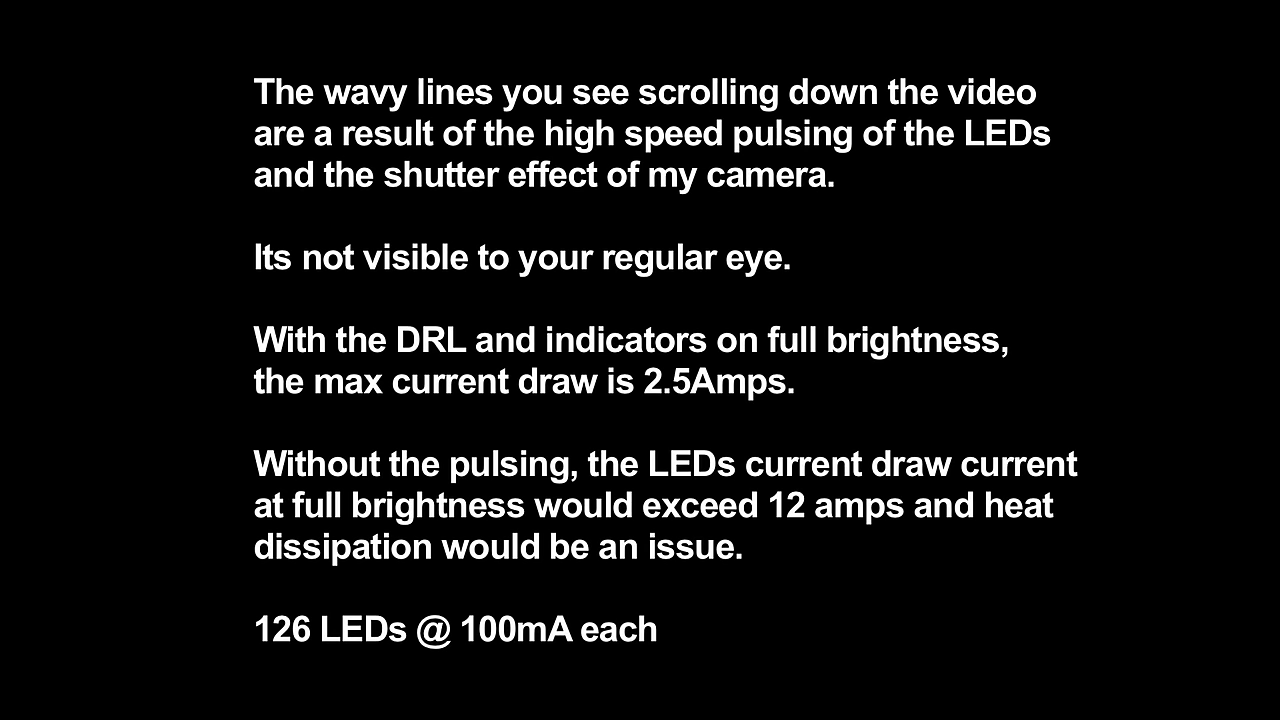 The wavy lines you see scrolling down the video
are a result of the high speed pulsing of the LEDs
and the shutter effect of my camera.
Its not visible to your regular eye.
With the DRL and indicators on full brightness,
the max current draw is 2.5Amps.
Without the pulsing, the LEDs current draw current
at full brightness would exceed 12 amps and heat
dissipation would be an issue.
126 LEDs @ 100mA each